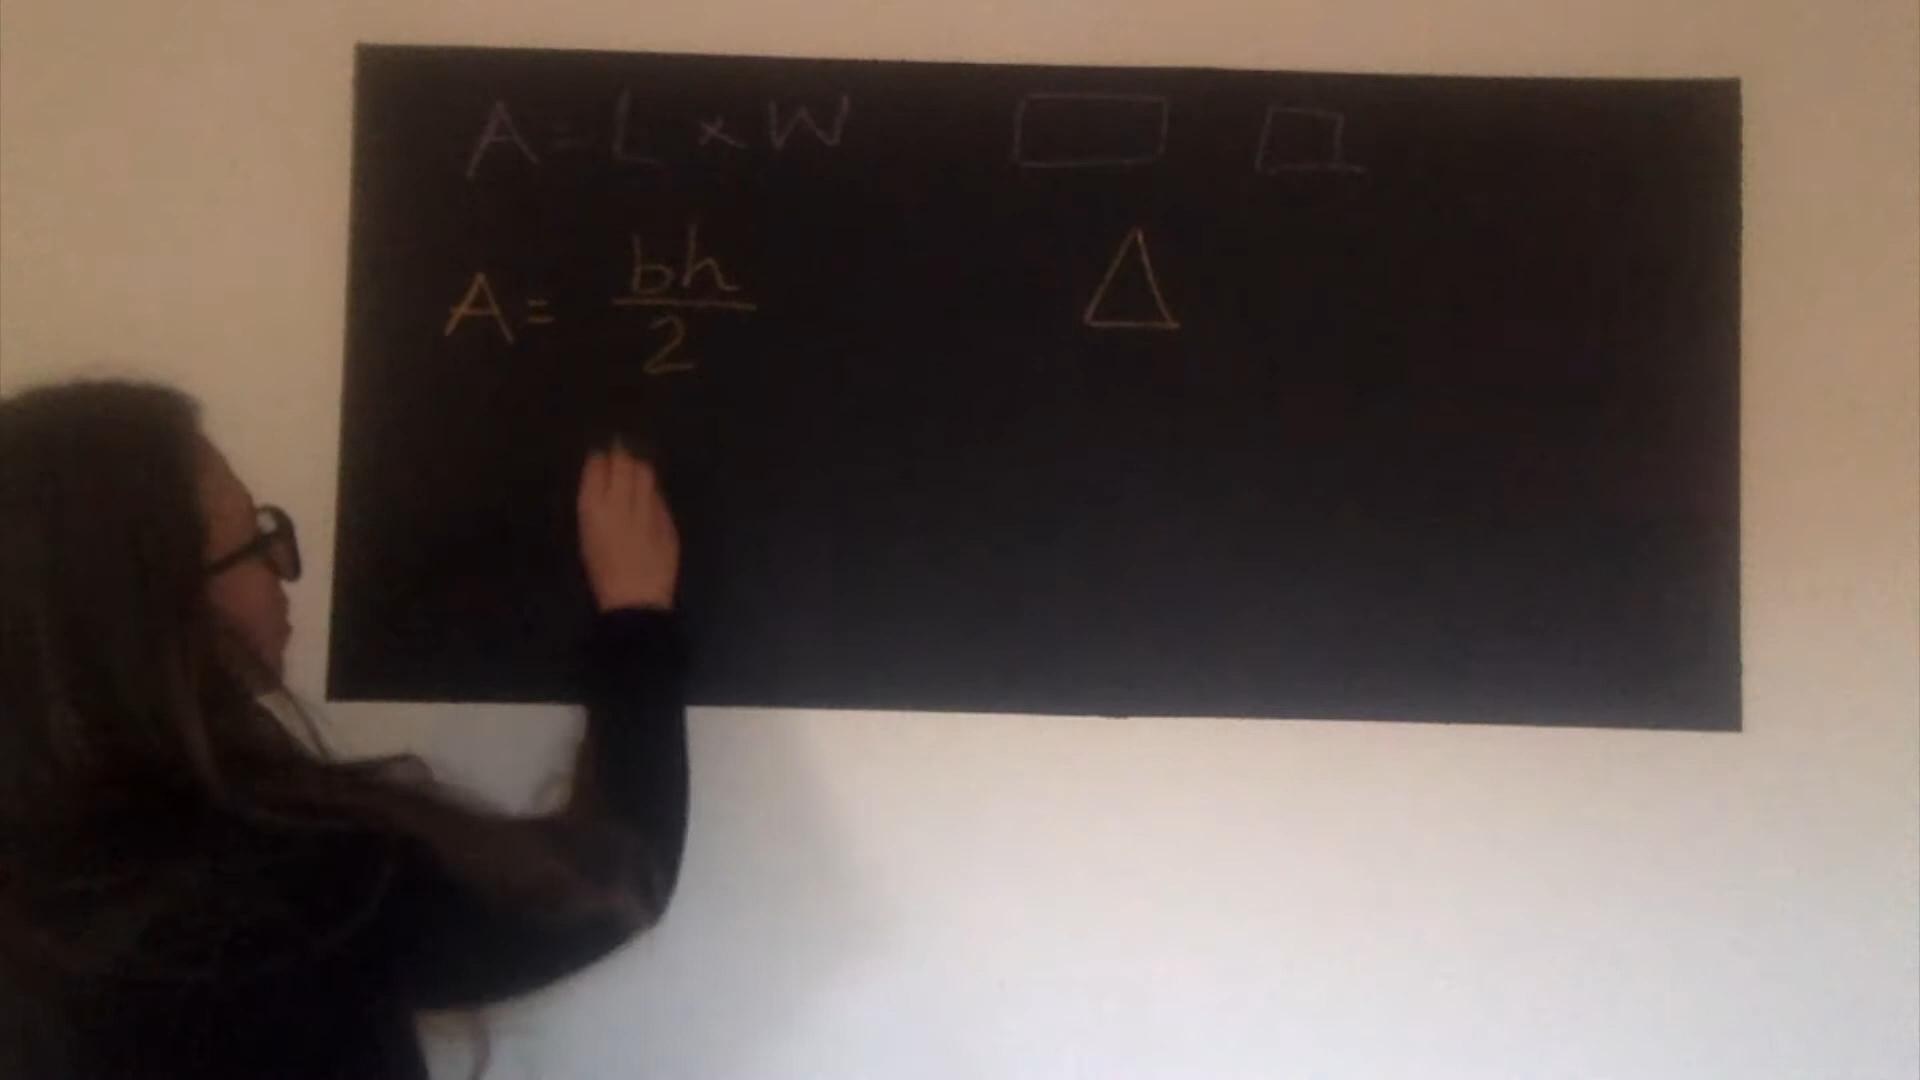 A = L × W
A = bh/2